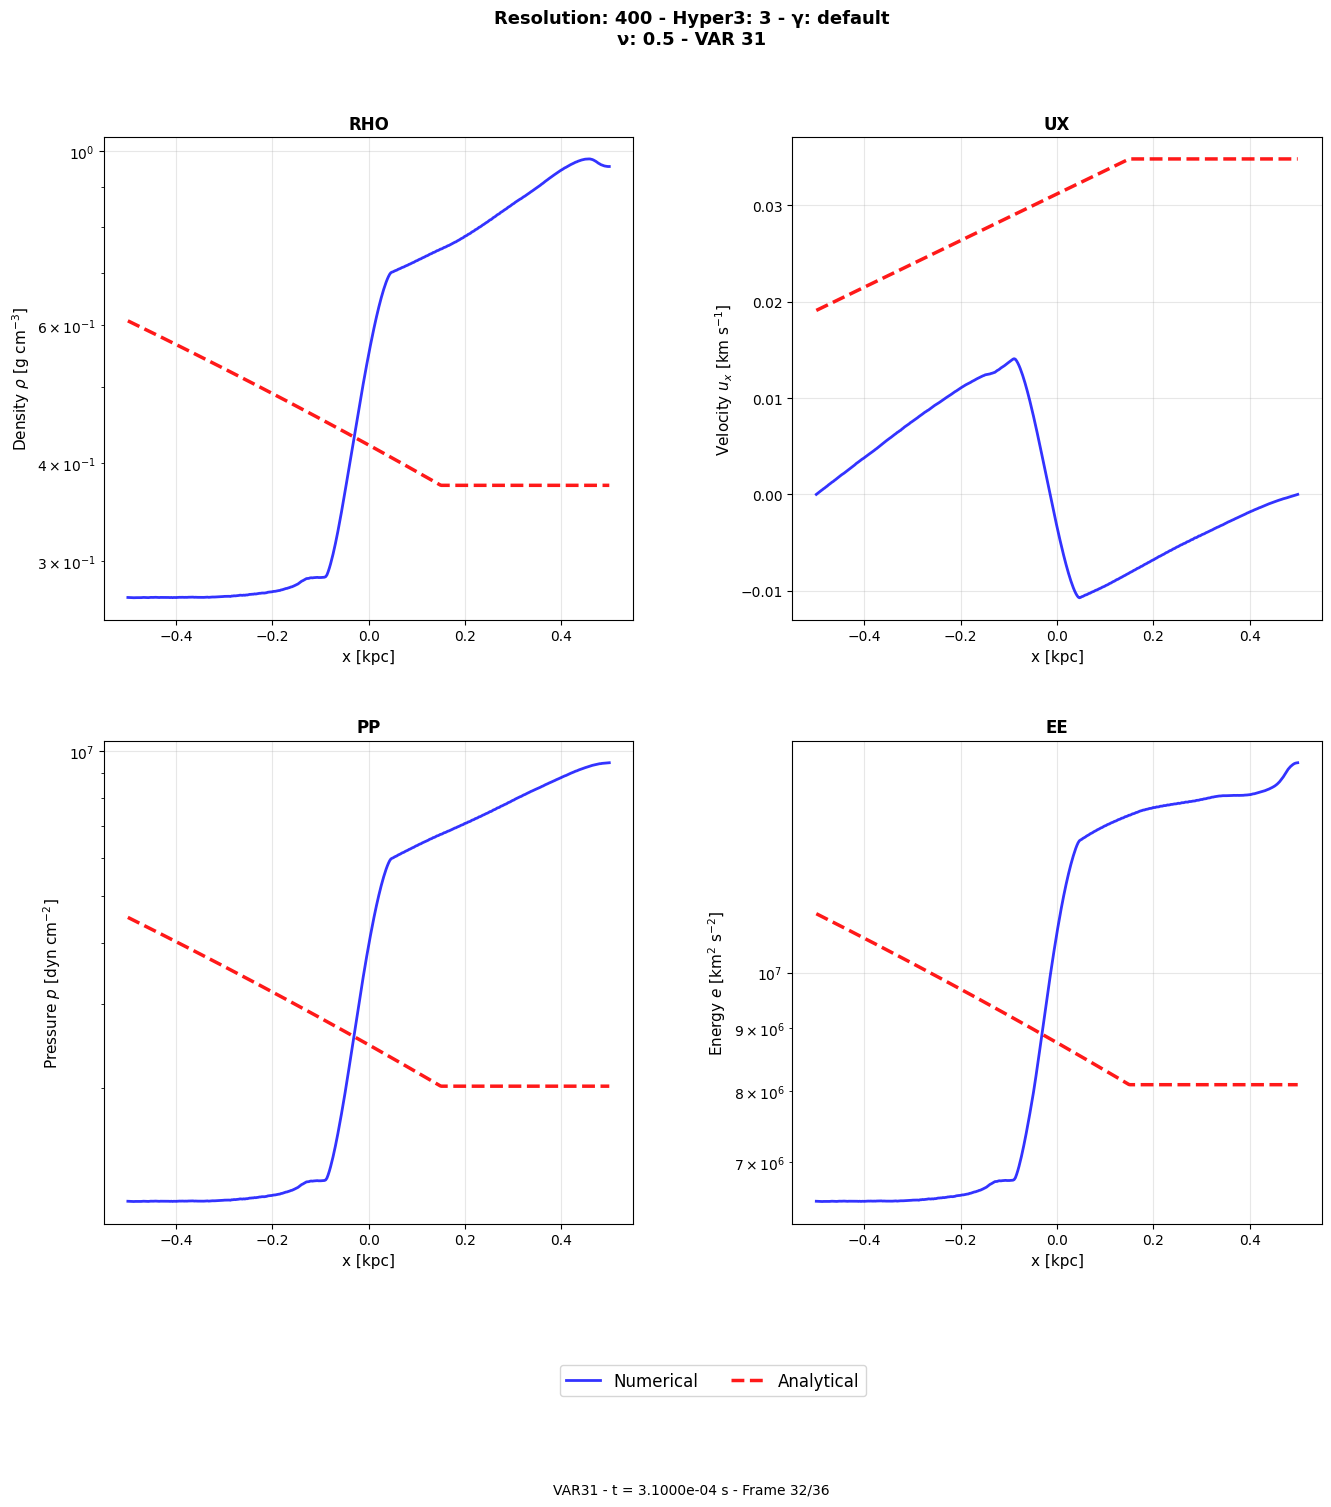 Resolution: 400 - Hyper3: 3 - γ: default
ν: 0.5 - VAR 31
RHO
Density ρ [g cm⁻³]
10⁰
6 × 10⁻¹
4 × 10⁻¹
3 × 10⁻¹
−0.4 −0.2 0.0 0.2 0.4
x [kpc]
UX
Velocity uₓ [km s⁻¹]
0.03
0.02
0.01
0.00
−0.01
−0.4 −0.2 0.0 0.2 0.4
x [kpc]
PP
Pressure p [dyn cm⁻²]
10⁷
−0.4 −0.2 0.0 0.2 0.4
x [kpc]
EE
Energy e [km² s⁻²]
10⁷
9 × 10⁶
8 × 10⁶
7 × 10⁶
−0.4 −0.2 0.0 0.2 0.4
x [kpc]
Numerical Analytical
VAR31 - t = 3.1000e-04 s - Frame 32/36